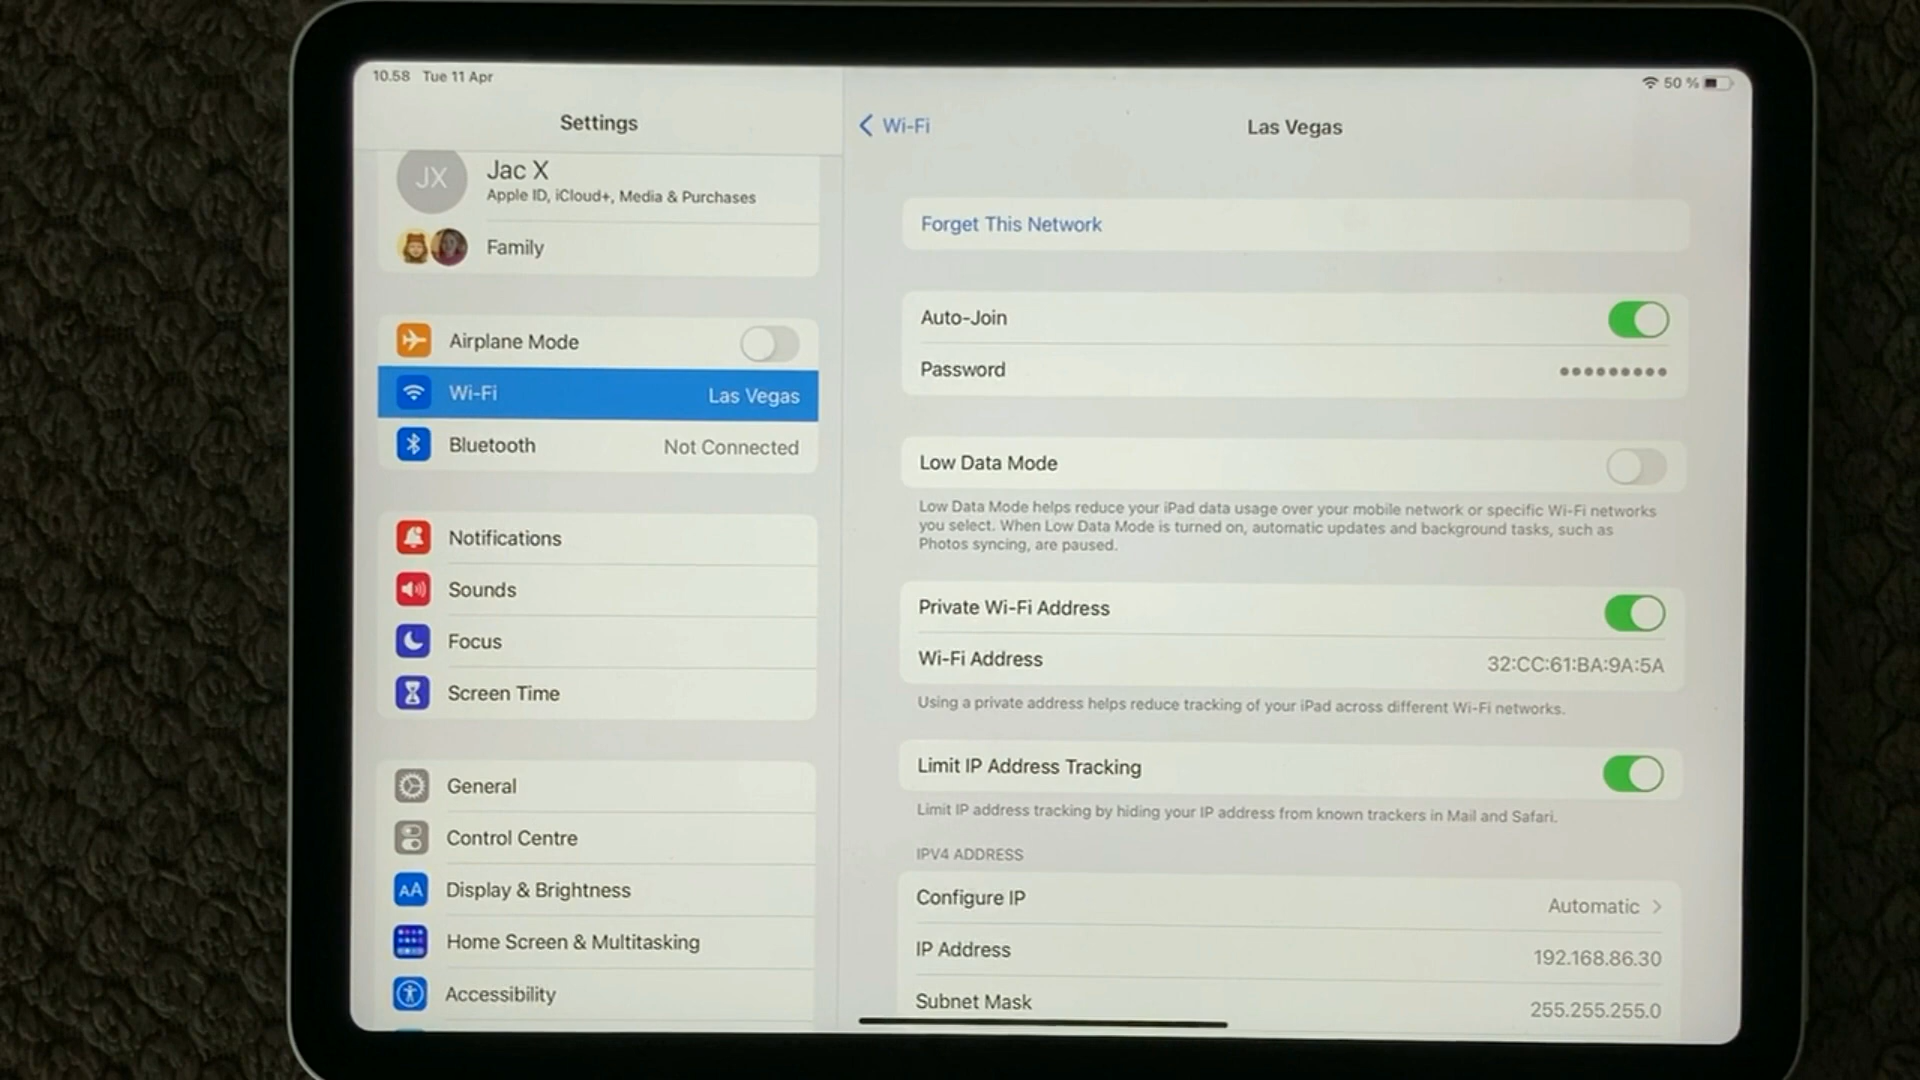 10.58 Tue 11 Apr
50 %
Settings
JX
Jac X
Apple ID, iCloud+, Media & Purchases
Family
Airplane Mode
Wi-Fi Las Vegas
Bluetooth Not Connected
Notifications
Sounds
Focus
Screen Time
General
Control Centre
AA Display & Brightness
Home Screen & Multitasking
Accessibility
Wi-Fi
Las Vegas
Forget This Network
Auto-Join
Password •••••••••
Low Data Mode
Low Data Mode helps reduce your iPad data usage over your mobile network or specific Wi-Fi networks
you select. When Low Data Mode is turned on, automatic updates and background tasks, such as
Photos syncing, are paused.
Private Wi-Fi Address
Wi-Fi Address 32:CC:61:BA:9A:5A
Using a private address helps reduce tracking of your iPad across different Wi-Fi networks.
Limit IP Address Tracking
Limit IP address tracking by hiding your IP address from known trackers in Mail and Safari.
IPV4 ADDRESS
Configure IP Automatic
IP Address 192.168.86.30
Subnet Mask 255.255.255.0